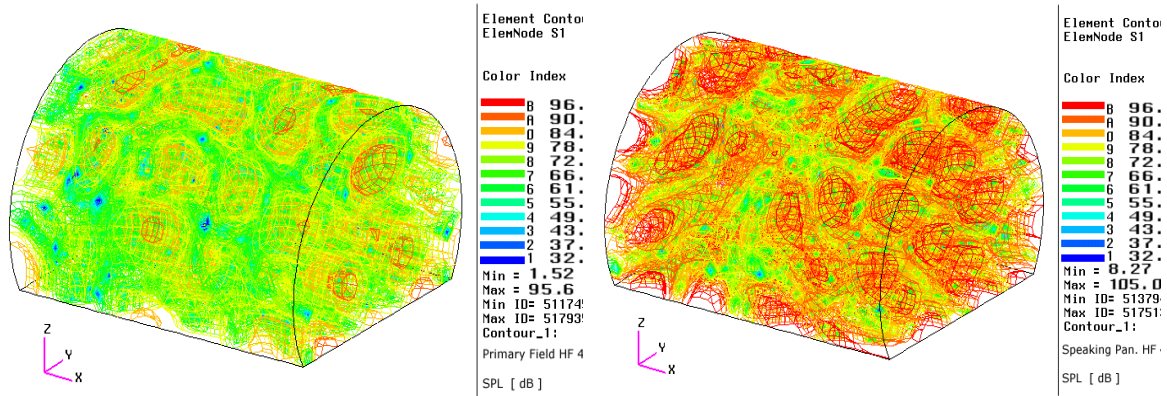 Element Conto
ElemNode S1
Color Index
B 96.
A 90.
0 84.
9 78.
8 72.
7 66.
6 61.
5 55.
4 49.
3 43.
2 37.
1 32.
Min = 1.52
Max = 95.6
Min ID= 51174
Max ID= 51793
Contour_1:
Primary Field HF 4
SPL [ dB ]
Z
Y
X
Element Conto
ElemNode S1
Color Index
B 96.
A 90.
0 84.
9 78.
8 72.
7 66.
6 61.
5 55.
4 49.
3 43.
2 37.
1 32.
Min = 8.27
Max = 105.0
Min ID= 51379
Max ID= 51751
Contour_1:
Speaking Pan. HF
SPL [ dB ]
Z
Y
X